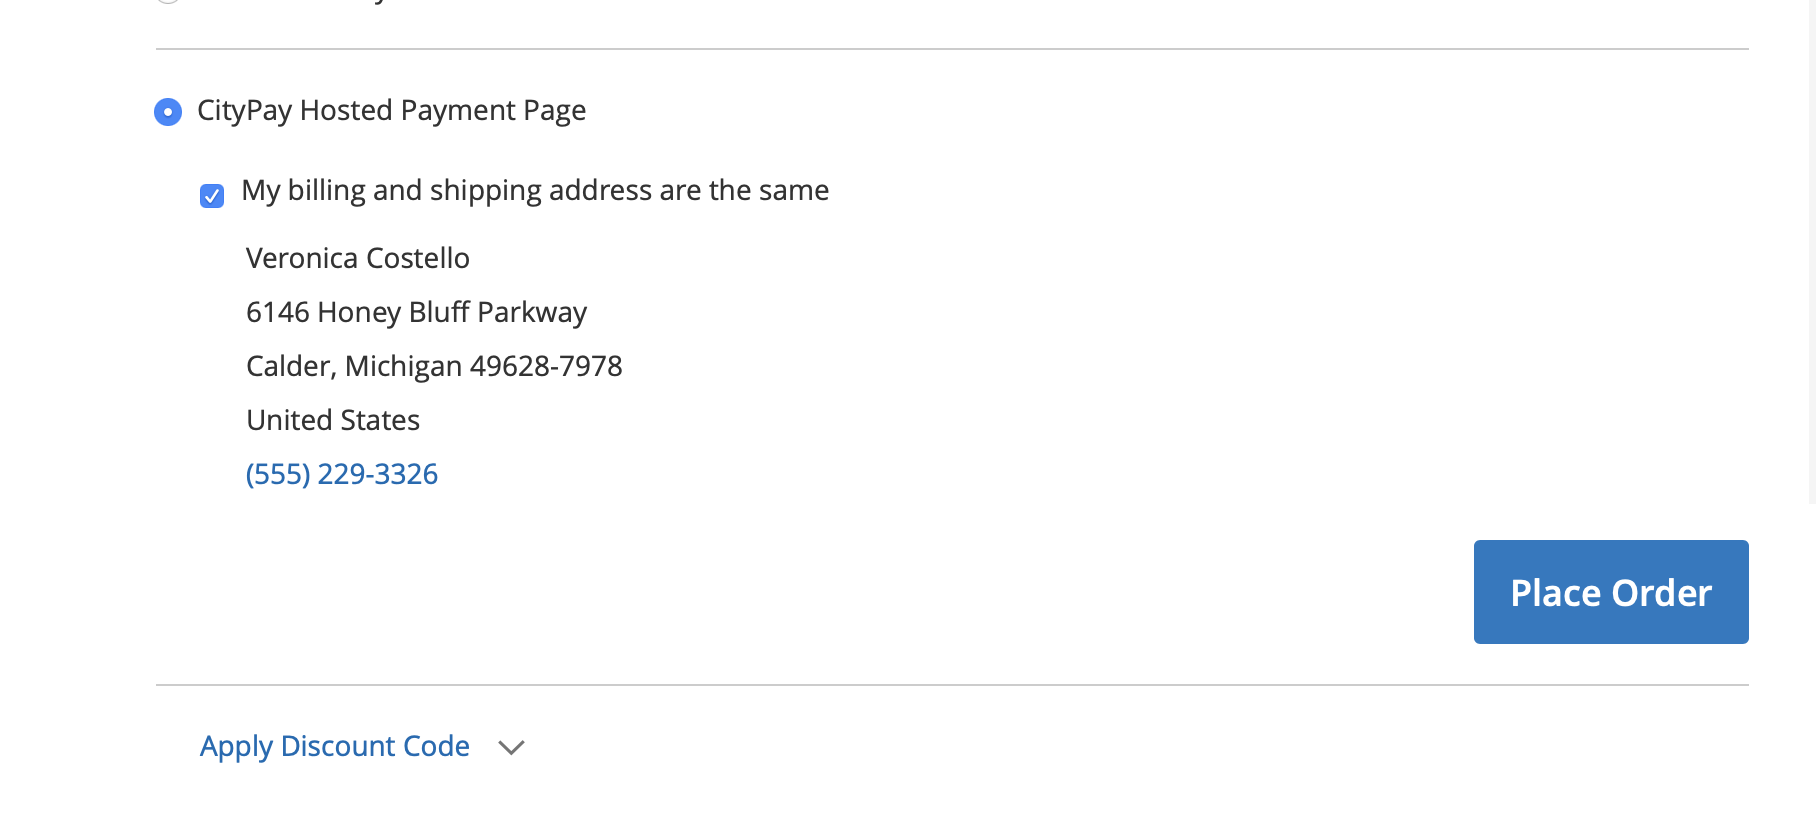 CityPay Hosted Payment Page
My billing and shipping address are the same
Veronica Costello
6146 Honey Bluff Parkway
Calder, Michigan 49628-7978
United States
(555) 229-3326
Place Order
Apply Discount Code